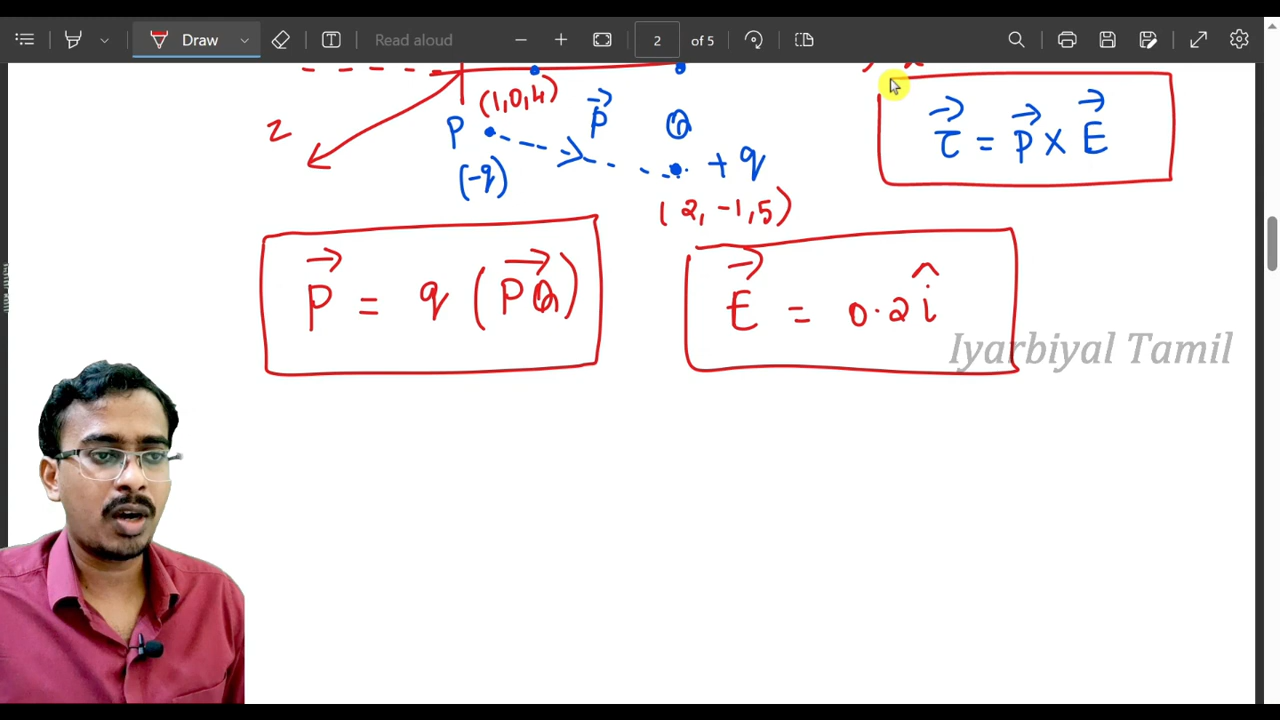 Draw
Read aloud
2 of 5
(1,0,4)
Z
P
p
Q
(-q)
+ q
(2, -1, 5)
τ = p × E
P = q (PQ)
E = 0.2 î
Iyarbiyal Tamil